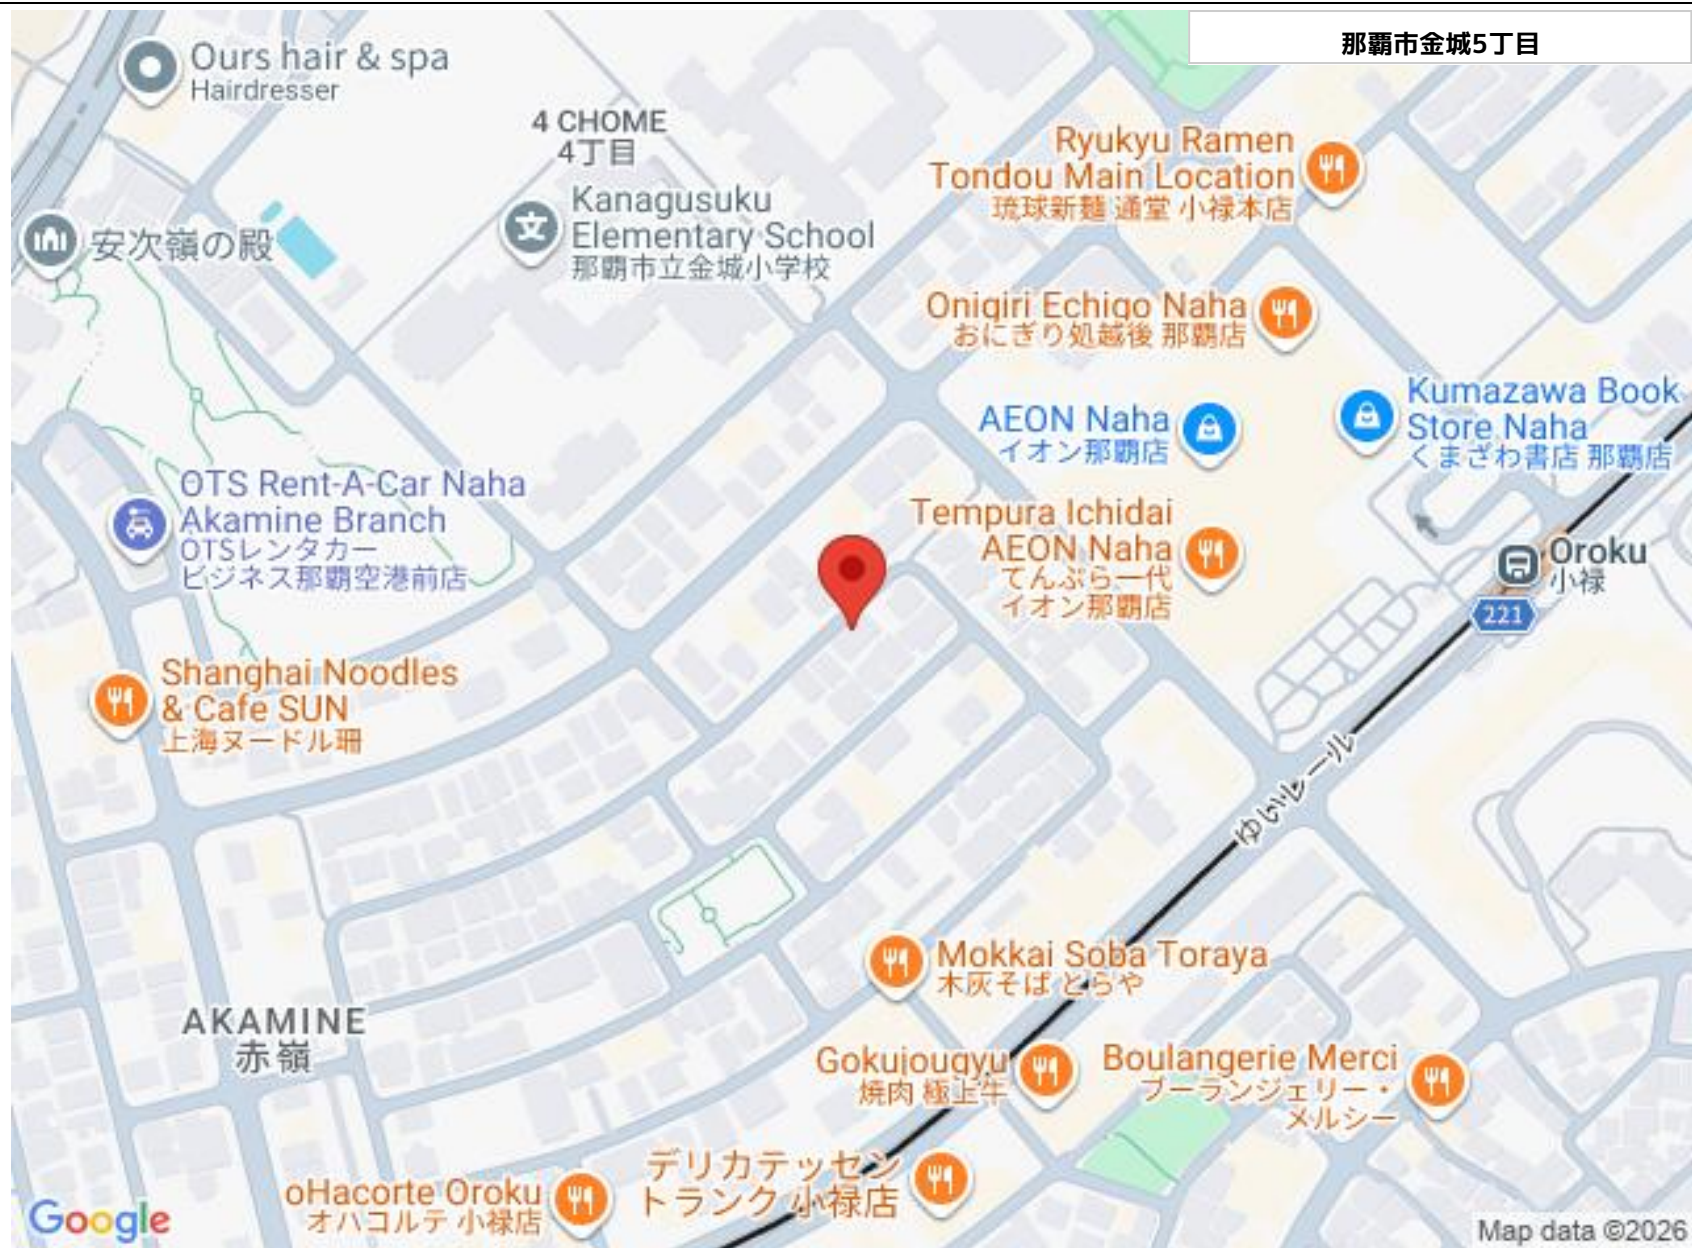 那覇市金城5丁目
Ours hair & spa
Hairdresser
4 CHOME
4丁目
Ryukyu Ramen
Tondou Main Location
琉球新麺 通堂 小禄本店
Kanagusuku
Elementary School
那覇市立金城小学校
安次嶺の殿
Onigiri Echigo Naha
おにぎり処越後 那覇店
AEON Naha
イオン那覇店
Kumazawa Book
Store Naha
くまざわ書店 那覇店
OTS Rent-A-Car Naha
Akamine Branch
OTSレンタカー
ビジネス那覇空港前店
Tempura Ichidai
AEON Naha
てんぷら一代
イオン那覇店
Oroku
小禄
221
Shanghai Noodles
& Cafe SUN
上海ヌードル珊
ゆいレール
Mokkai Soba Toraya
木灰そば とらや
AKAMINE
赤嶺
Gokujougyu
焼肉 極上牛
Boulangerie Merci
ブーランジェリー・
メルシー
デリカテッセン
トランク 小禄店
oHacorte Oroku
オハコルテ 小禄店
Google
Map data ©2026